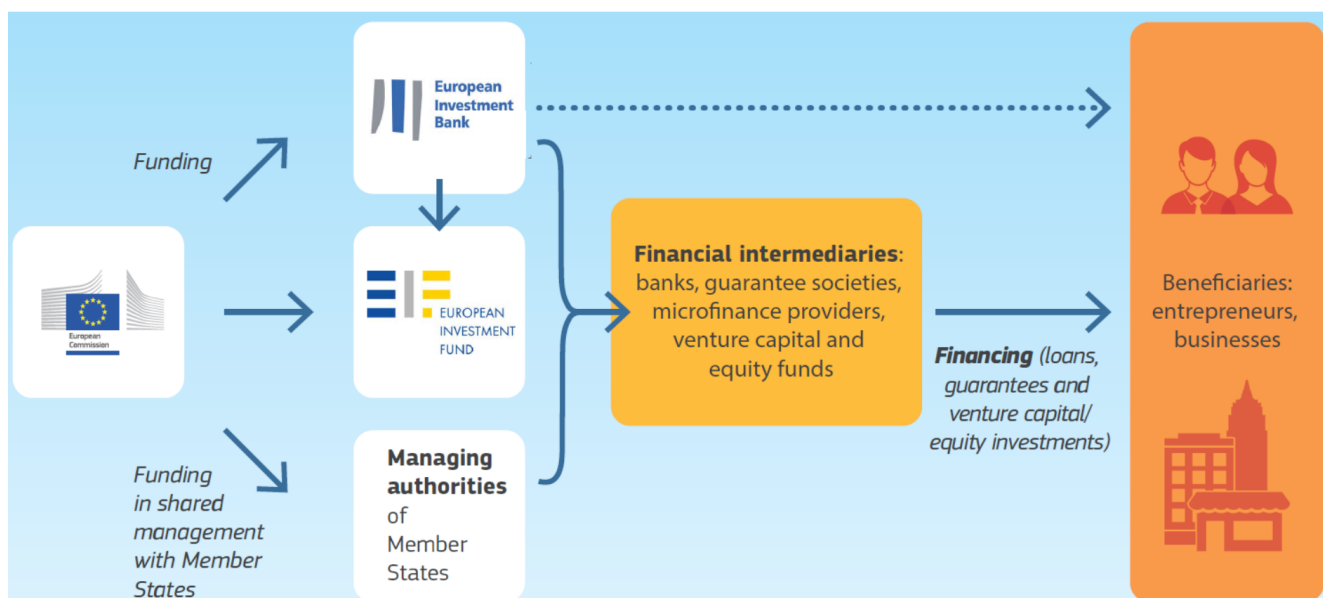 European
Investment
Bank
Funding
European
Commission
EUROPEAN
INVESTMENT
FUND
Funding
in shared
management
with Member
States
Managing
authorities
of
Member
States
Financial intermediaries:
banks, guarantee societies,
microfinance providers,
venture capital and
equity funds
Financing (loans,
guarantees and
venture capital/
equity investments)
Beneficiaries:
entrepreneurs,
businesses